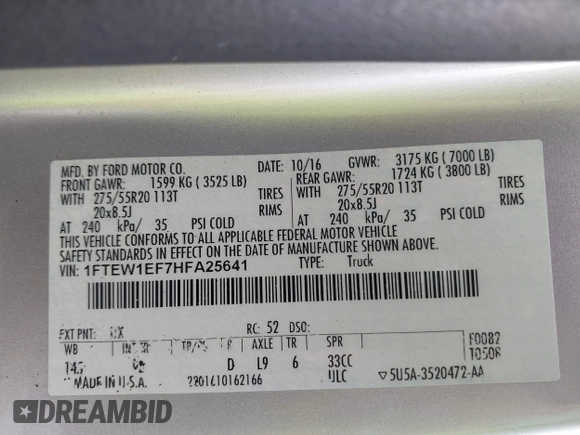 MFD. BY FORD MOTOR CO. DATE: 10/16 GVWR: 3175 KG ( 7000 LB)
FRONT GAWR: 1599 KG ( 3525 LB) REAR GAWR: 1724 KG ( 3800 LB)
WITH 275/55R20 113T TIRES WITH 275/55R20 113T TIRES
20x8.5J RIMS 20x8.5J RIMS
AT 240 kPa/ 35 PSI COLD AT 240 kPa/ 35 PSI COLD
THIS VEHICLE CONFORMS TO ALL APPLICABLE FEDERAL MOTOR VEHICLE
SAFETY STANDARDS IN EFFECT ON THE DATE OF MANUFACTURE SHOWN ABOVE.
VIN: 1FTEW1EF7HFA25641 TYPE: Truck
EXT PNT: UX RC: 52 DSO: F0082
WB AXLE TR SPR T0506
D L9 6 33CC
MADE IN U.S.A. ULC ▽5U5A-3520472-AA
DREAMBID